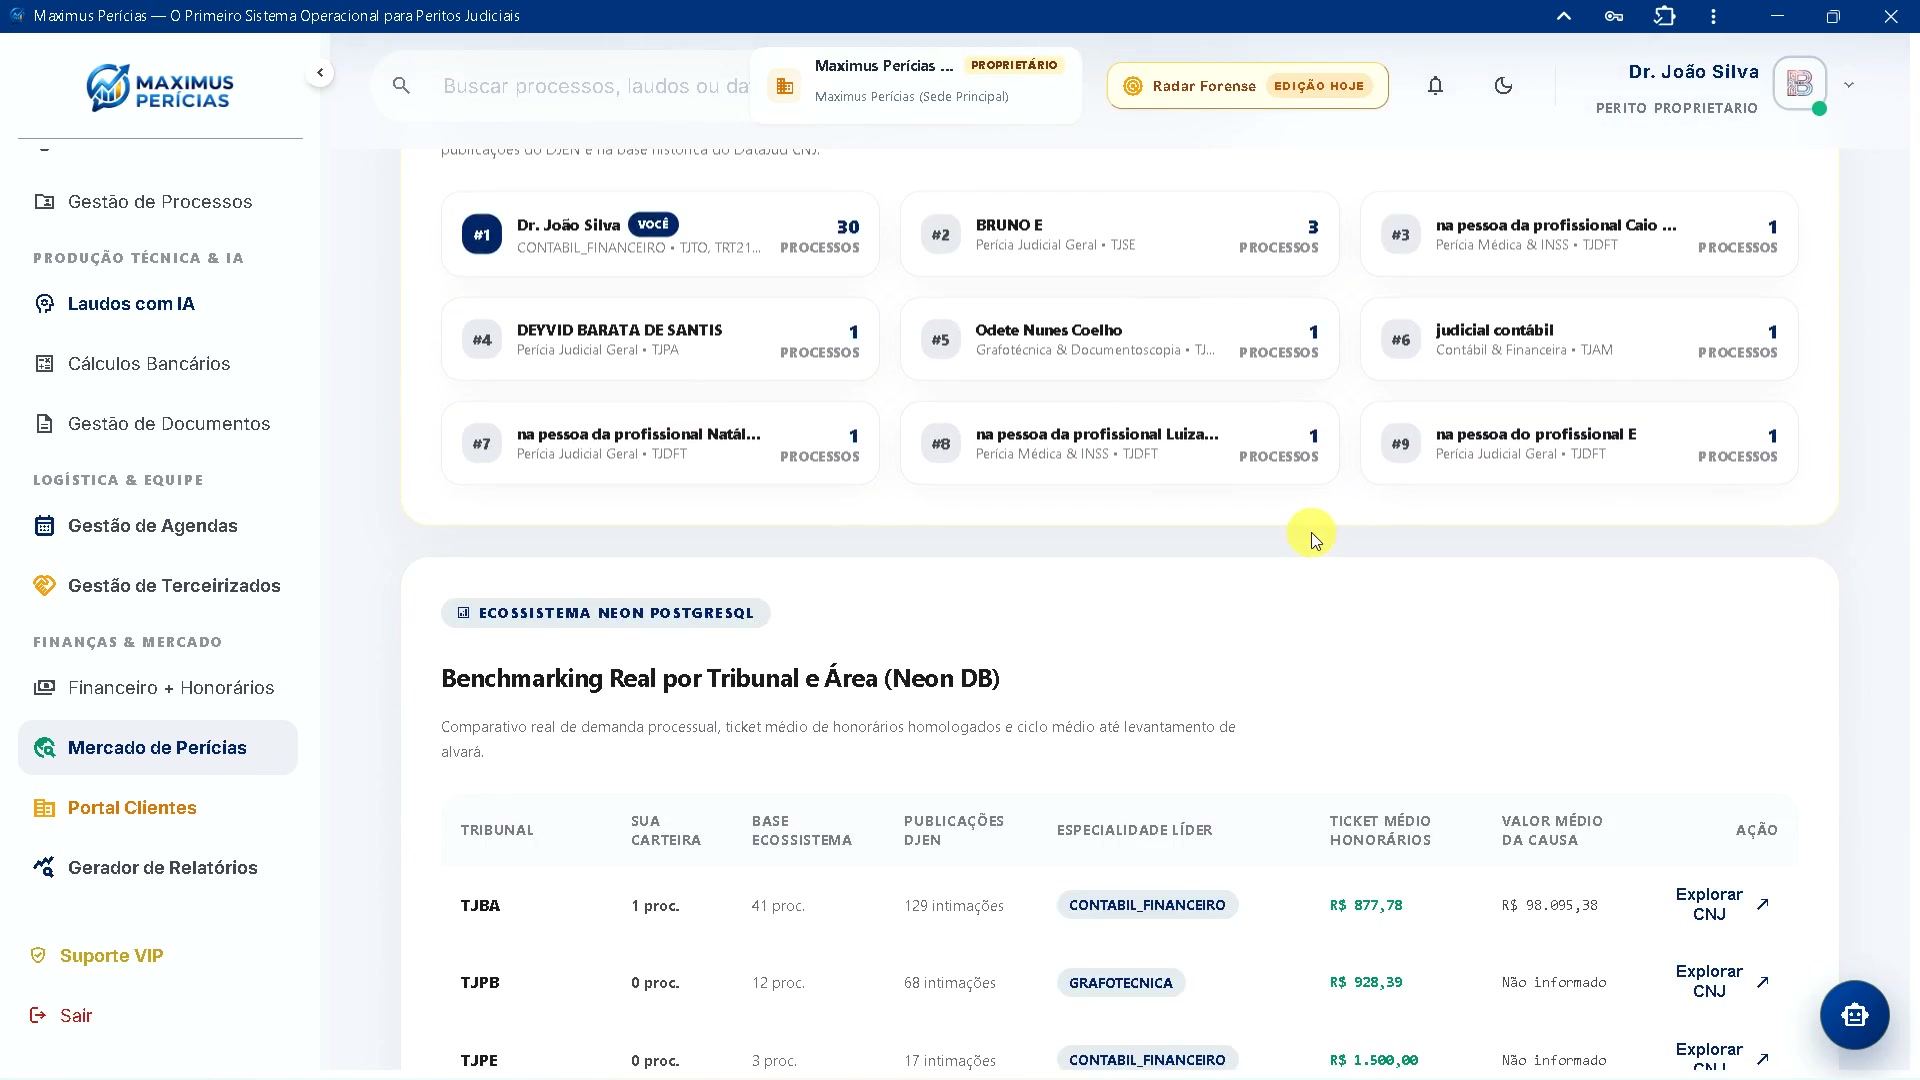 Maximus Perícias — O Primeiro Sistema Operacional para Peritos Judiciais
MAXIMUS
PERÍCIAS
Gestão de Processos
PRODUÇÃO TÉCNICA & IA
Laudos com IA
Cálculos Bancários
Gestão de Documentos
LOGÍSTICA & EQUIPE
Gestão de Agendas
Gestão de Terceirizados
FINANÇAS & MERCADO
Financeiro + Honorários
Mercado de Perícias
Portal Clientes
Gerador de Relatórios
Suporte VIP
Sair
Buscar processos, laudos ou da
Maximus Perícias ... PROPRIETÁRIO
Maximus Perícias (Sede Principal)
Radar Forense EDIÇÃO HOJE
Dr. João Silva
PERITO PROPRIETARIO
publicações do DJEN e na base histórica do DataJud CNJ.
#1 Dr. João Silva VOCÊ 30
CONTABIL_FINANCEIRO • TJTO, TRT21... PROCESSOS
#2 BRUNO E 3
Perícia Judicial Geral • TJSE PROCESSOS
#3 na pessoa da profissional Caio ... 1
Perícia Médica & INSS • TJDFT PROCESSOS
#4 DEYVID BARATA DE SANTIS 1
Perícia Judicial Geral • TJPA PROCESSOS
#5 Odete Nunes Coelho 1
Grafotécnica & Documentoscopia • TJ... PROCESSOS
#6 judicial contábil 1
Contábil & Financeira • TJAM PROCESSOS
#7 na pessoa da profissional Natál... 1
Perícia Judicial Geral • TJDFT PROCESSOS
#8 na pessoa da profissional Luiza... 1
Perícia Médica & INSS • TJDFT PROCESSOS
#9 na pessoa do profissional E 1
Perícia Judicial Geral • TJDFT PROCESSOS
ECOSSISTEMA NEON POSTGRESQL
Benchmarking Real por Tribunal e Área (Neon DB)
Comparativo real de demanda processual, ticket médio de honorários homologados e ciclo médio até levantamento de
alvará.
TRIBUNAL SUA CARTEIRA BASE ECOSSISTEMA PUBLICAÇÕES DJEN ESPECIALIDADE LÍDER TICKET MÉDIO HONORÁRIOS VALOR MÉDIO DA CAUSA AÇÃO
TJBA 1 proc. 41 proc. 129 intimações CONTABIL_FINANCEIRO R$ 877,78 R$ 98.095,38 Explorar CNJ
TJPB 0 proc. 12 proc. 68 intimações GRAFOTECNICA R$ 928,39 Não informado Explorar CNJ
TJPE 0 proc. 3 proc. 17 intimações CONTABIL_FINANCEIRO R$ 1.500,00 Não informado Explorar CNJ